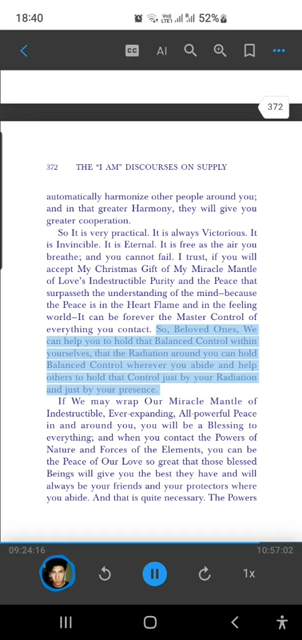 18:40
52%
CC
AI
372
372 THE "I AM" DISCOURSES ON SUPPLY
automatically harmonize other people around you;
and in that greater Harmony, they will give you
greater cooperation.
So It is very practical. It is always Victorious. It
is Invincible. It is Eternal. It is free as the air you
breathe; and you cannot fail. I trust, if you will
accept My Christmas Gift of My Miracle Mantle
of Love's Indestructible Purity and the Peace that
surpasseth the understanding of the mind—because
the Peace is in the Heart Flame and in the feeling
world—It can be forever the Master Control of
everything you contact. So, Beloved Ones, We
can help you to hold that Balanced Control within
yourselves, that the Radiation around you can hold
Balanced Control wherever you abide and help
others to hold that Control just by your Radiation
and just by your presence.
If We may wrap Our Miracle Mantle of
Indestructible, Ever-expanding, All-powerful Peace
in and around you, you will be a Blessing to
everything; and when you contact the Powers of
Nature and Forces of the Elements, you can be
the Peace of Our Love so great that those blessed
Beings will give you the best they have and will
always be your friends and your protectors where
you abide. And that is quite necessary. The Powers
09:24:16
10:57:02
1x